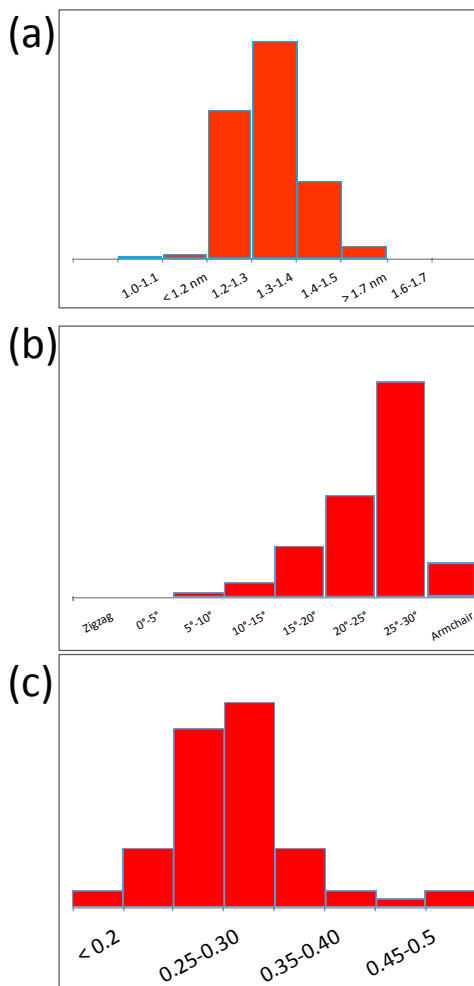 (a)
1.0-1.1
< 1.2 nm
1.2-1.3
1.3-1.4
1.4-1.5
> 1.7 nm
1.6-1.7
(b)
Zigzag
0°-5°
5°-10°
10°-15°
15°-20°
20°-25°
25°-30°
Armchair
(c)
< 0.2
0.25-0.30
0.35-0.40
0.45-0.5